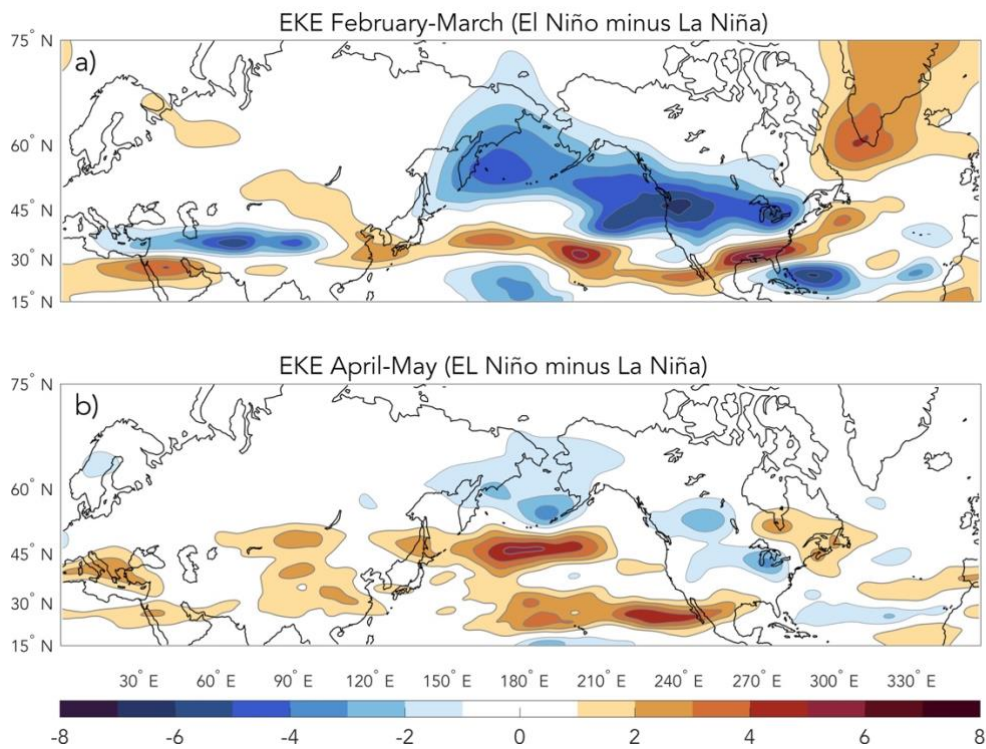 EKE February-March (El Niño minus La Niña)
75° N
a)
60° N
45° N
30° N
15° N
EKE April-May (EL Niño minus La Niña)
75° N
b)
60° N
45° N
30° N
15° N
30° E 60° E 90° E 120° E 150° E 180° E 210° E 240° E 270° E 300° E 330° E
-8 -6 -4 -2 0 2 4 6 8